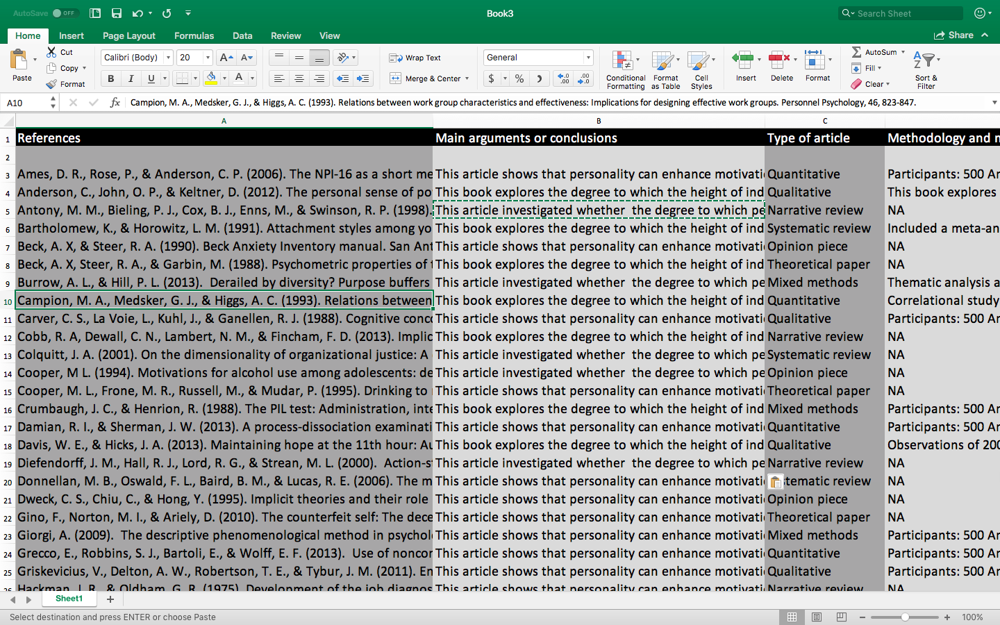 AutoSave OFF Book3 Search Sheet
Home Insert Page Layout Formulas Data Review View Share
Paste Cut Copy Format
Calibri (Body) 20 A A
B I U A
Wrap Text
Merge & Center
General
$ %
Conditional Formatting
Format as Table
Cell Styles
Insert Delete Format
AutoSum Fill Clear
Sort & Filter
A10 fx Campion, M. A., Medsker, G. J., & Higgs, A. C. (1993). Relations between work group characteristics and effectiveness: Implications for designing effective work groups. Personnel Psychology, 46, 823-847.
A B C
1 References Main arguments or conclusions Type of article Methodology and
2
3 Ames, D. R., Rose, P., & Anderson, C. P. (2006). The NPI-16 as a short me This article shows that personality can enhance motivati Quantitative Participants: 500 Ar
4 Anderson, C., John, O. P., & Keltner, D. (2012). The personal sense of po This book explores the degree to which the height of ind Qualitative This book explores
5 Antony, M. M., Bieling, P. J., Cox, B. J., Enns, M., & Swinson, R. P. (1998). This article investigated whether  the degree to which pe Narrative review NA
6 Bartholomew, K., & Horowitz, L. M. (1991). Attachment styles among yo This book explores the degree to which the height of ind Systematic review Included a meta-an
7 Beck, A. X, & Steer, R. A. (1990). Beck Anxiety Inventory manual. San Ant This article shows that personality can enhance motivati Opinion piece NA
8 Beck, A. X, Steer, R. A., & Garbin, M. (1988). Psychometric properties of This book explores the degree to which the height of ind Theoretical paper NA
9 Burrow, A. L., & Hill, P. L. (2013).  Derailed by diversity? Purpose buffers This article investigated whether  the degree to which pe Mixed methods Thematic analysis a
10 Campion, M. A., Medsker, G. J., & Higgs, A. C. (1993). Relations between This book explores the degree to which the height of ind Quantitative Correlational study
11 Carver, C. S., La Voie, L., Kuhl, J., & Ganellen, R. J. (1988). Cognitive conc This article shows that personality can enhance motivati Qualitative Participants: 500 Ar
12 Cobb, R. A, Dewall, C. N., Lambert, N. M., & Fincham, F. D. (2013). Implic This book explores the degree to which the height of ind Narrative review NA
13 Colquitt, J. A. (2001). On the dimensionality of organizational justice: A This article investigated whether  the degree to which pe Systematic review NA
14 Cooper, M L. (1994). Motivations for alcohol use among adolescents: de This article investigated whether  the degree to which pe Opinion piece NA
15 Cooper, M. L., Frone, M. R., Russell, M., & Mudar, P. (1995). Drinking to This article shows that personality can enhance motivati Theoretical paper NA
16 Crumbaugh, J. C., & Henrion, R. (1988). The PIL test: Administration, inte This book explores the degree to which the height of ind Mixed methods Participants: 500 Ar
17 Damian, R. I., & Sherman, J. W. (2013). A process-dissociation examinati This article shows that personality can enhance motivati Quantitative Participants: 500 Ar
18 Davis, W. E., & Hicks, J. A. (2013). Maintaining hope at the 11th hour: Au This book explores the degree to which the height of ind Qualitative Observations of 200
19 Diefendorff, J. M., Hall, R. J., Lord, R. G., & Strean, M. L. (2000).  Action-s This article investigated whether  the degree to which pe Narrative review NA
20 Donnellan, M. B., Oswald, F. L., Baird, B. M., & Lucas, R. E. (2006). The m This article shows that personality can enhance motivati tematic review NA
21 Dweck, C. S., Chiu, C., & Hong, Y. (1995). Implicit theories and their role This article shows that personality can enhance motivati Opinion piece NA
22 Gino, F., Norton, M. I., & Ariely, D. (2010). The counterfeit self: The dece This article shows that personality can enhance motivati Theoretical paper NA
23 Giorgi, A. (2009).  The descriptive phenomenological method in psychol This article shows that personality can enhance motivati Mixed methods Participants: 500 Ar
24 Grecco, E., Robbins, S. J., Bartoli, E., & Wolff, E. F. (2013).  Use of noncor This article shows that personality can enhance motivati Quantitative Participants: 500 Ar
25 Griskevicius, V., Delton, A. W., Robertson, T. E., & Tybur, J. M. (2011). En This article shows that personality can enhance motivati Qualitative Participants: 500 Ar
26 Hackman, J. R., & Oldham, G. R. (1975). Development of the job diagnos This article shows that personality can enhance motivati Narrative review NA
Sheet1
Select destination and press ENTER or choose Paste 100%